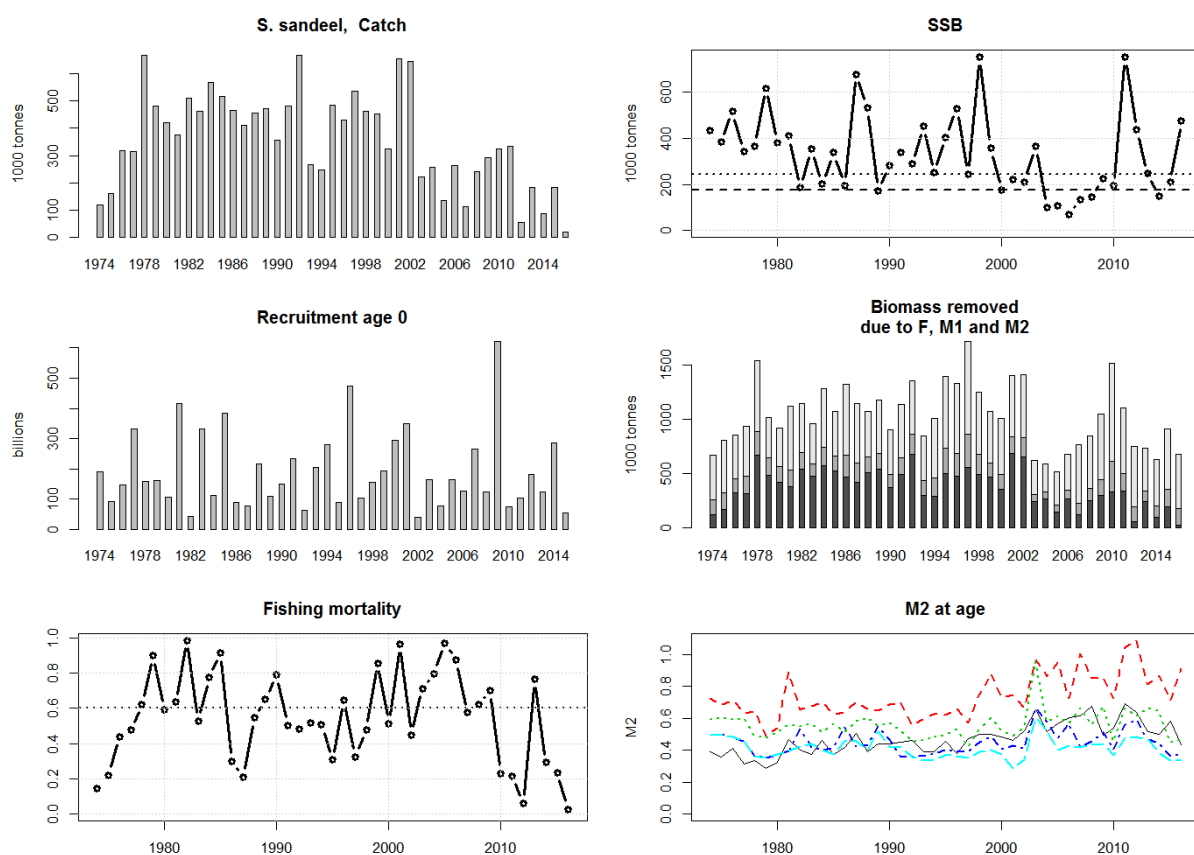 S. sandeel, Catch
1000 tonnes
0 100 300 500
1974 1978 1982 1986 1990 1994 1998 2002 2006 2010 2014
SSB
1000 tonnes
0 200 400 600
1980 1990 2000 2010
Recruitment age 0
billions
0 100 300 500
1974 1978 1982 1986 1990 1994 1998 2002 2006 2010 2014
Biomass removed
due to F, M1 and M2
1000 tonnes
0 500 1000 1500
1974 1978 1982 1986 1990 1994 1998 2002 2006 2010 2014
Fishing mortality
0.0 0.2 0.4 0.6 0.8 1.0
1980 1990 2000 2010
M2 at age
M2
0.0 0.2 0.4 0.6 0.8 1.0
1980 1990 2000 2010